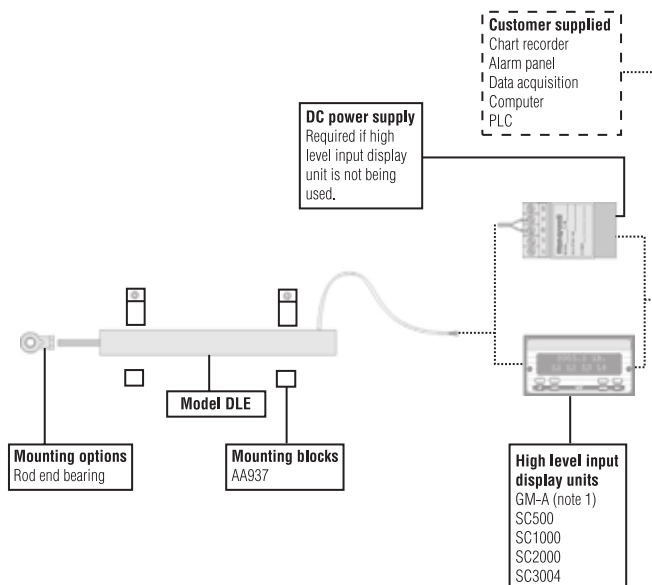 Customer supplied
Chart recorder
Alarm panel
Data acquisition
Computer
PLC
DC power supply
Required if high
level input display
unit is not being
used.
Model DLE
Mounting options
Rod end bearing
Mounting blocks
AA937
High level input
display units
GM-A (note 1)
SC500
SC1000
SC2000
SC3004